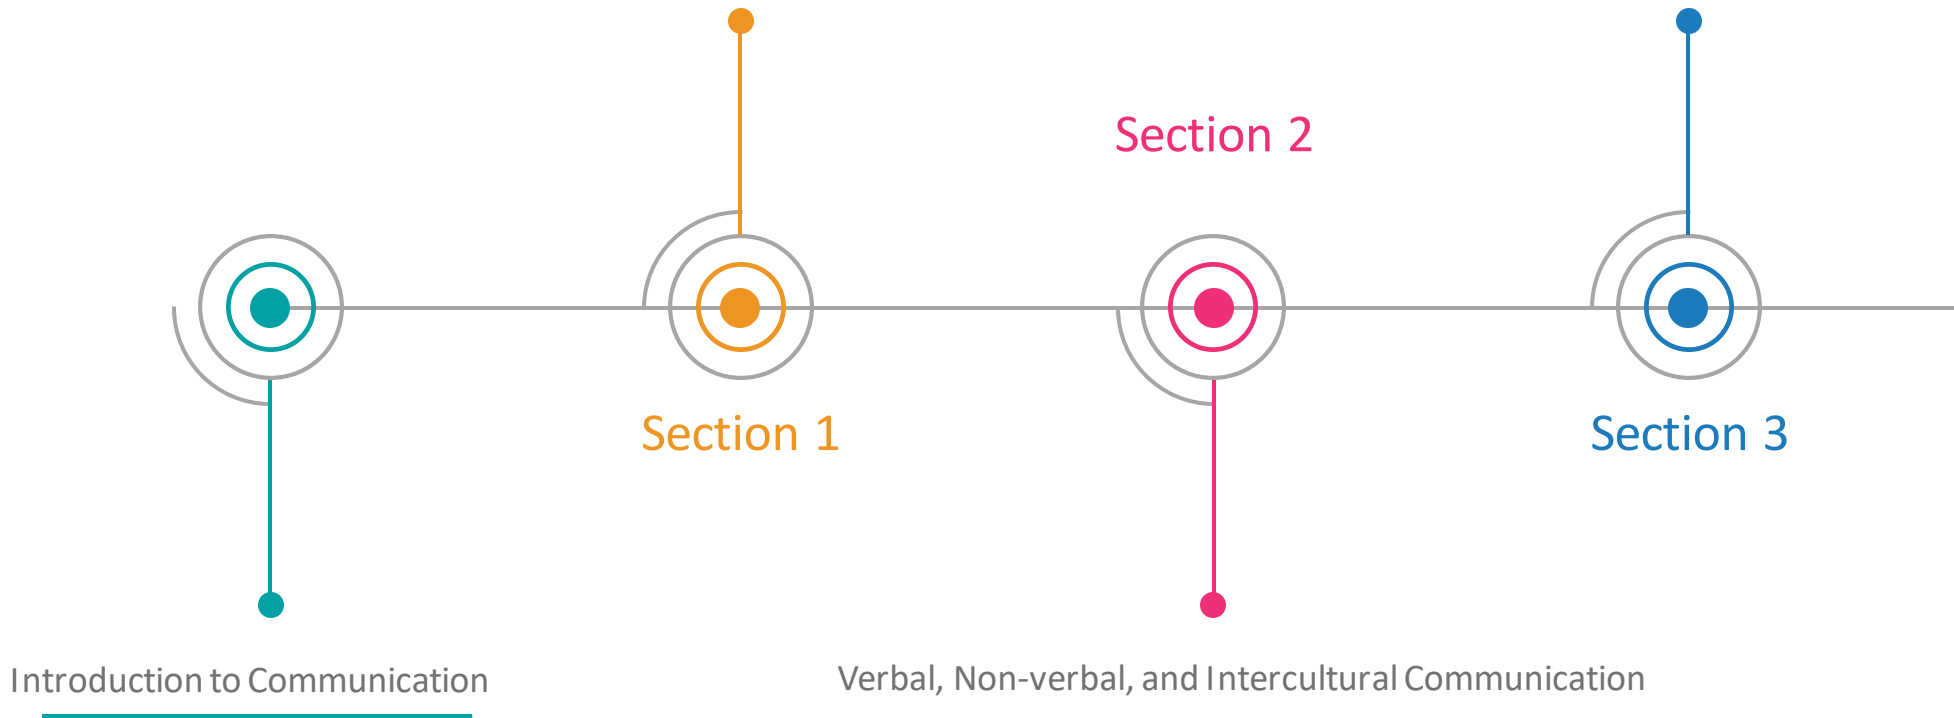 Section 2
Section 1
Section 3
Introduction to Communication
Verbal, Non-verbal, and Intercultural Communication